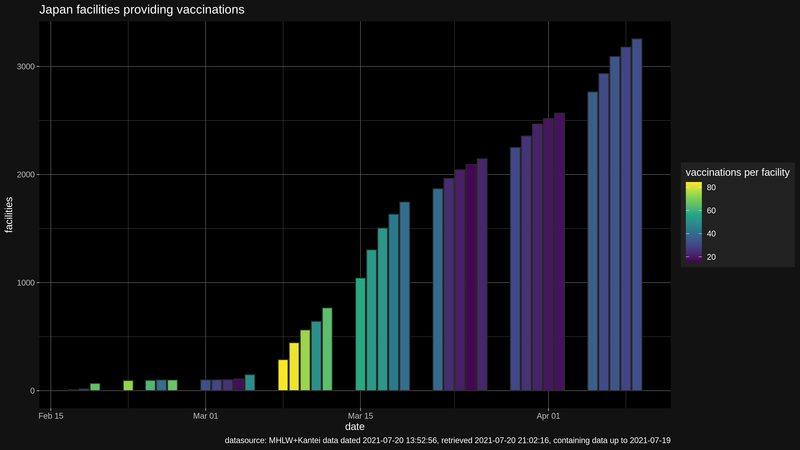 Japan facilities providing vaccinations
facilities
3000
2000
1000
0
Feb 15
Mar 01
Mar 15
Apr 01
date
vaccinations per facility
80
60
40
20
datasource: MHLW+Kantei data dated 2021-07-20 13:52:56, retrieved 2021-07-20 21:02:16, containing data up to 2021-07-19